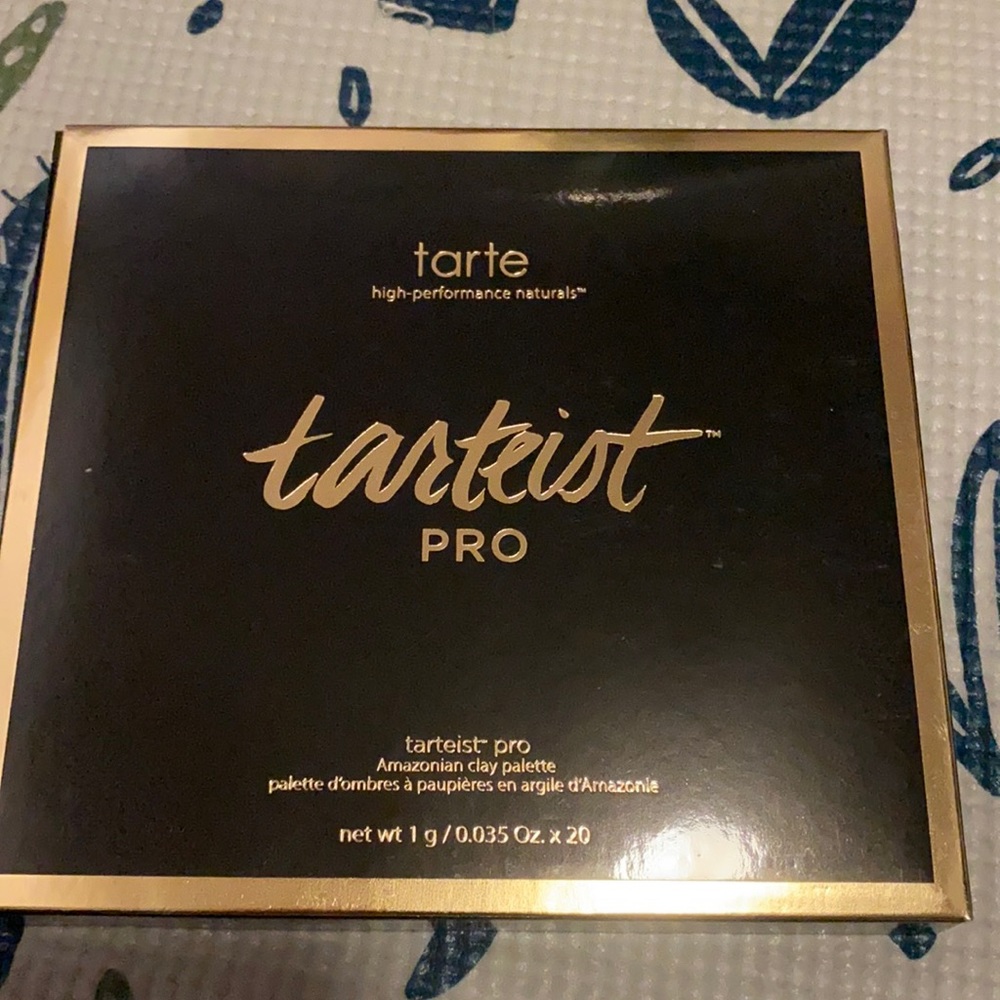 tarte
high-performance naturals™
tarteist™
PRO
tarteist™ pro
Amazonian clay palette
palette d'ombres à paupières en argile d'Amazonie
net wt 1 g / 0.035 Oz. x 20